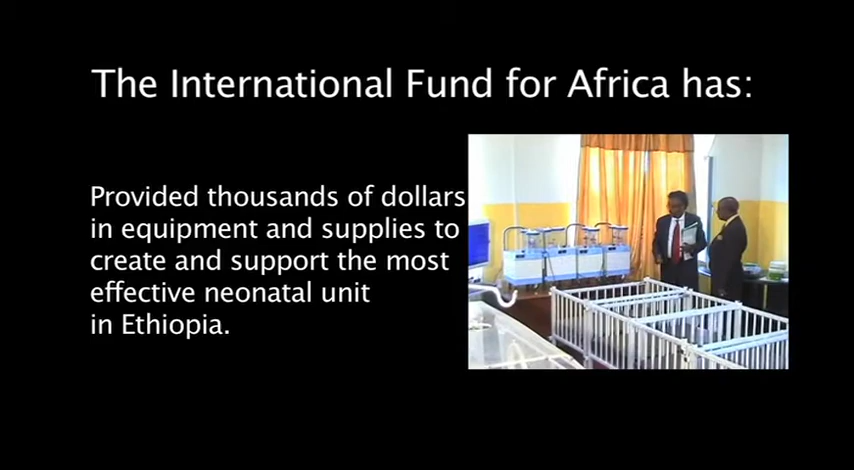 The International Fund for Africa has:
Provided thousands of dollars
in equipment and supplies to
create and support the most
effective neonatal unit
in Ethiopia.